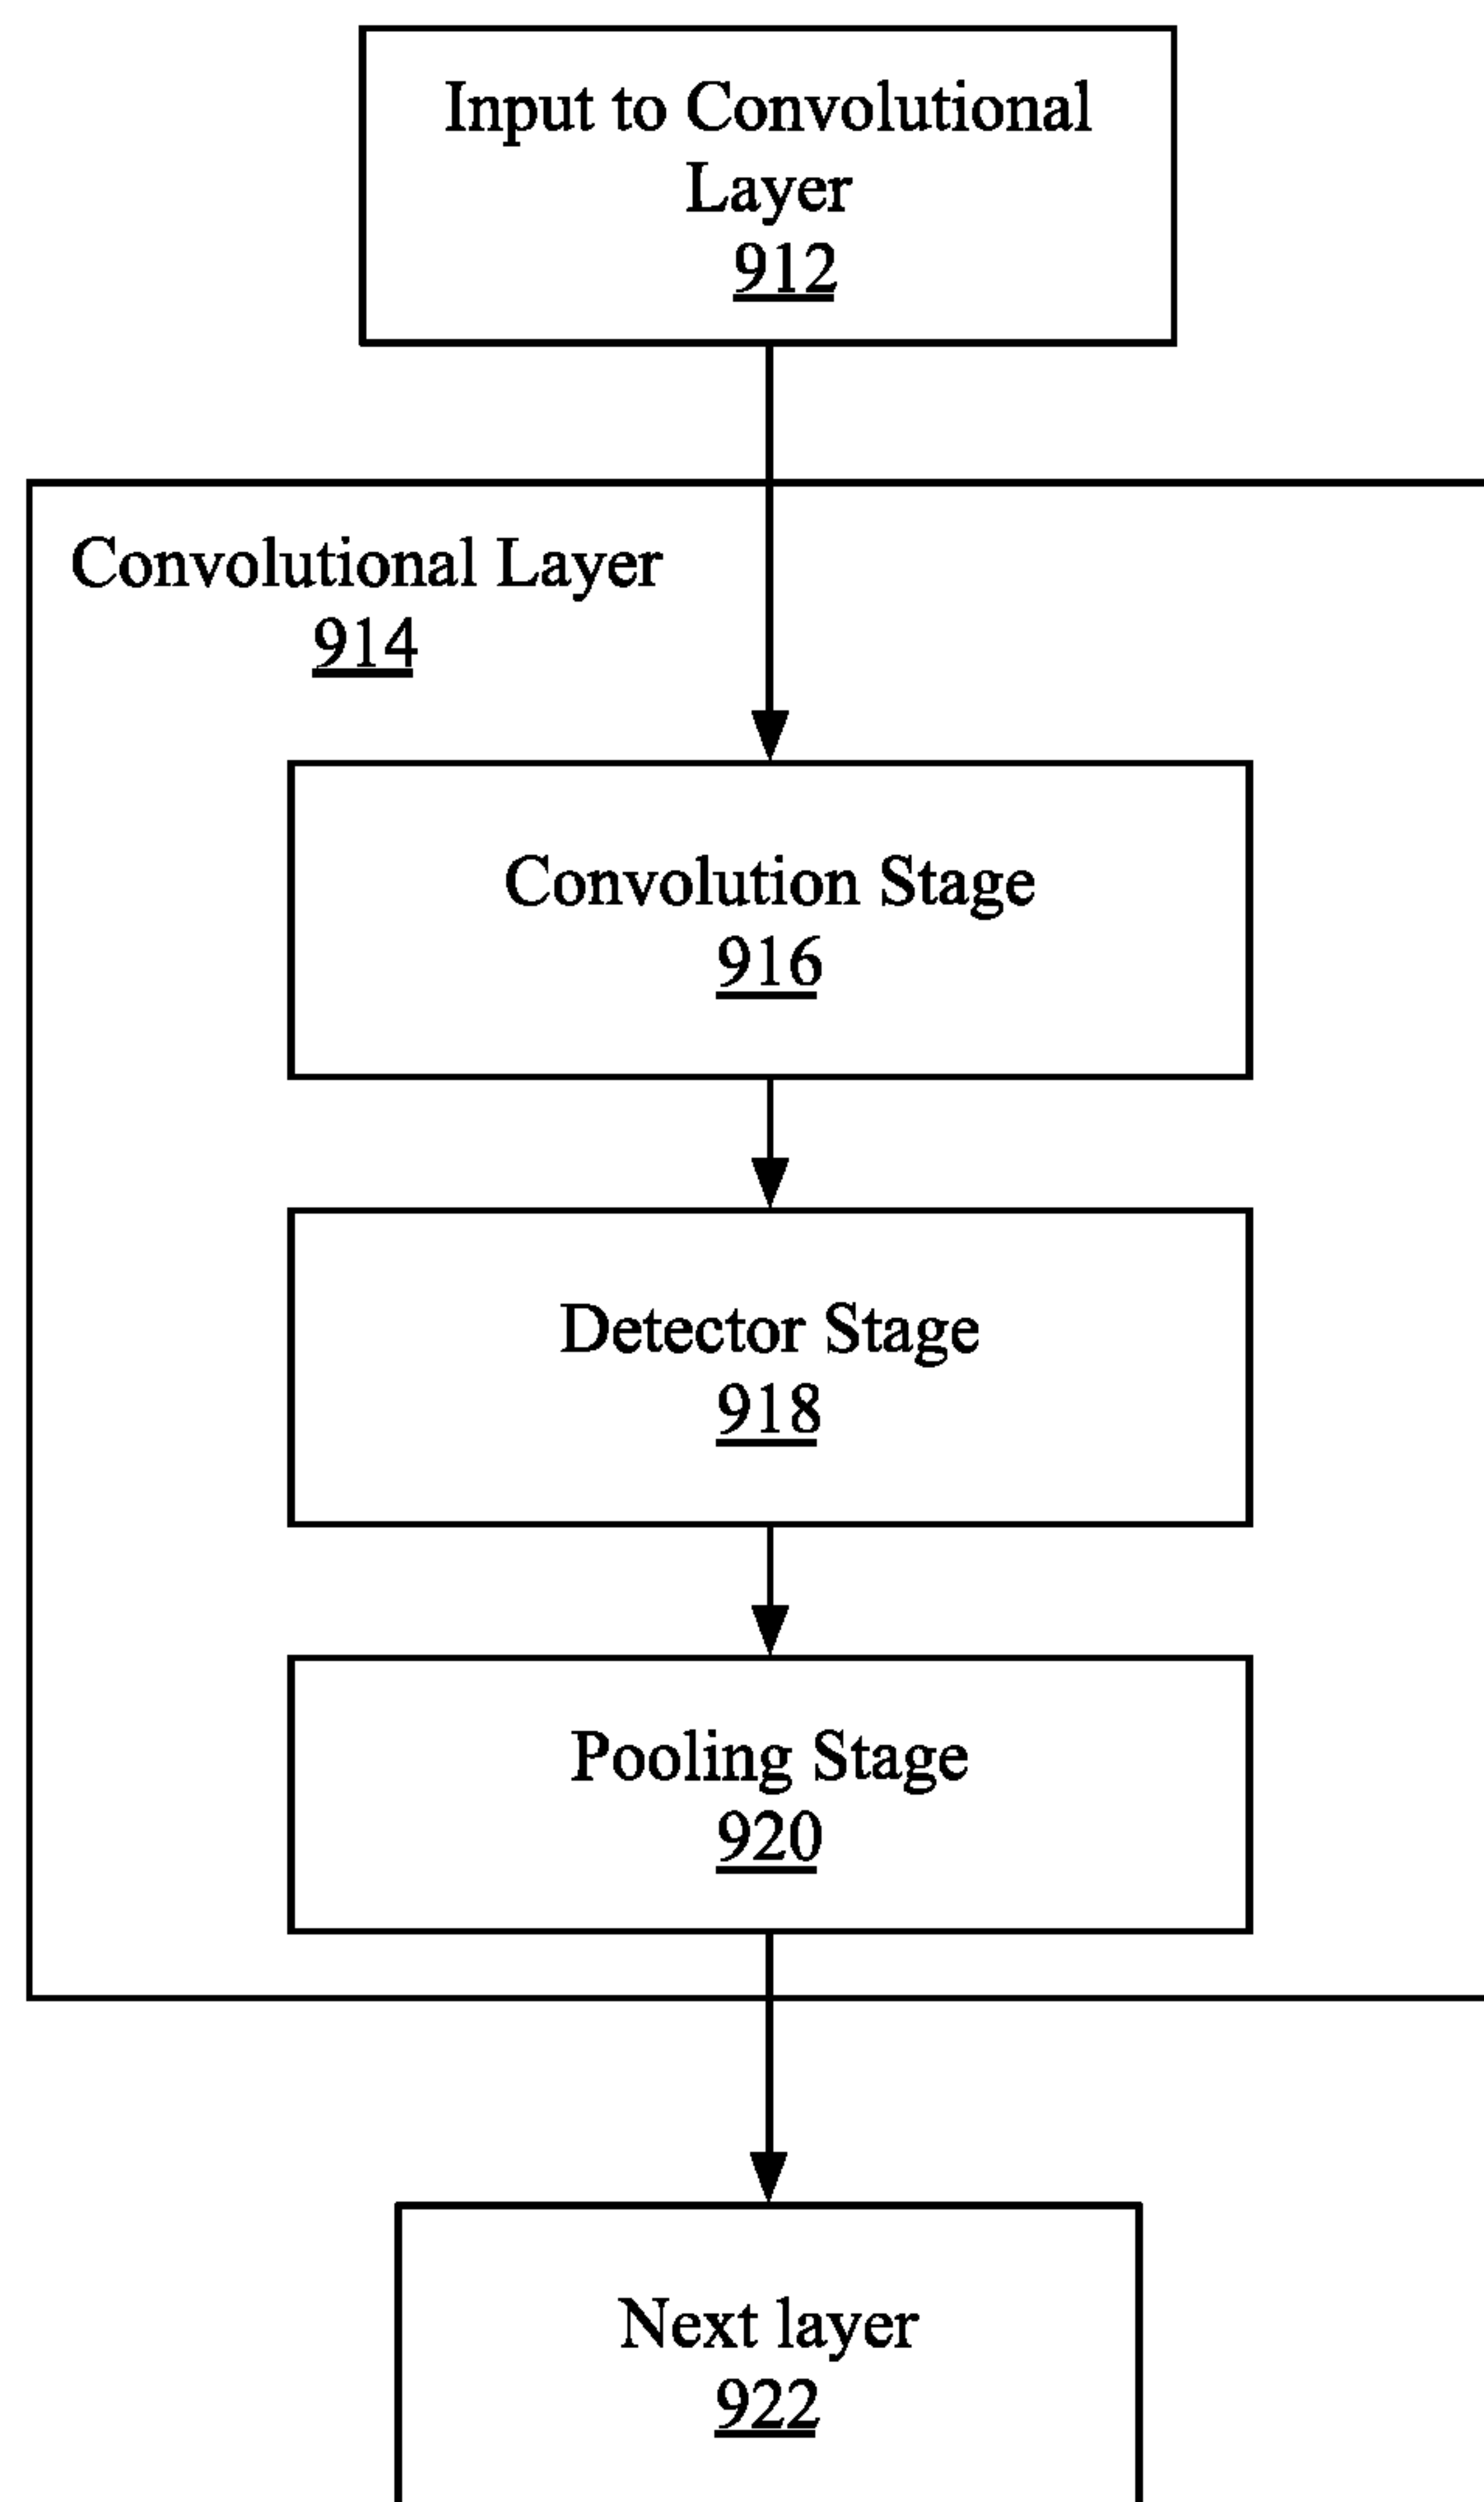 Input to Convolutional
Layer
912
Convolutional Layer
914
Convolution Stage
916
Detector Stage
918
Pooling Stage
920
Next layer
922